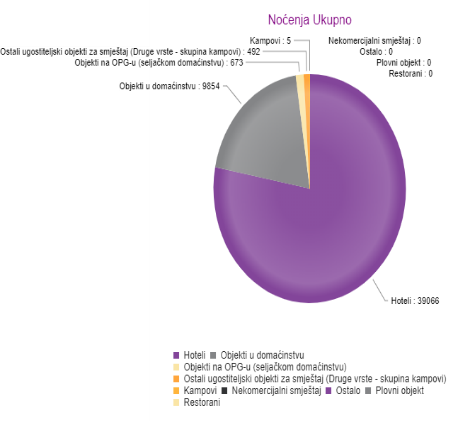 Noćenja Ukupno
Kampovi : 5
Nekomercijalni smještaj : 0
Ostali ugostiteljski objekti za smještaj (Druge vrste - skupina kampovi) : 492
Ostalo : 0
Objekti na OPG-u (seljačkom domaćinstvu) : 673
Plovni objekt : 0
Restorani : 0
Objekti u domaćinstvu : 9854
Hoteli : 39066
Hoteli Objekti u domaćinstvu
Objekti na OPG-u (seljačkom domaćinstvu)
Ostali ugostiteljski objekti za smještaj (Druge vrste - skupina kampovi)
Kampovi Nekomercijalni smještaj Ostalo Plovni objekt
Restorani